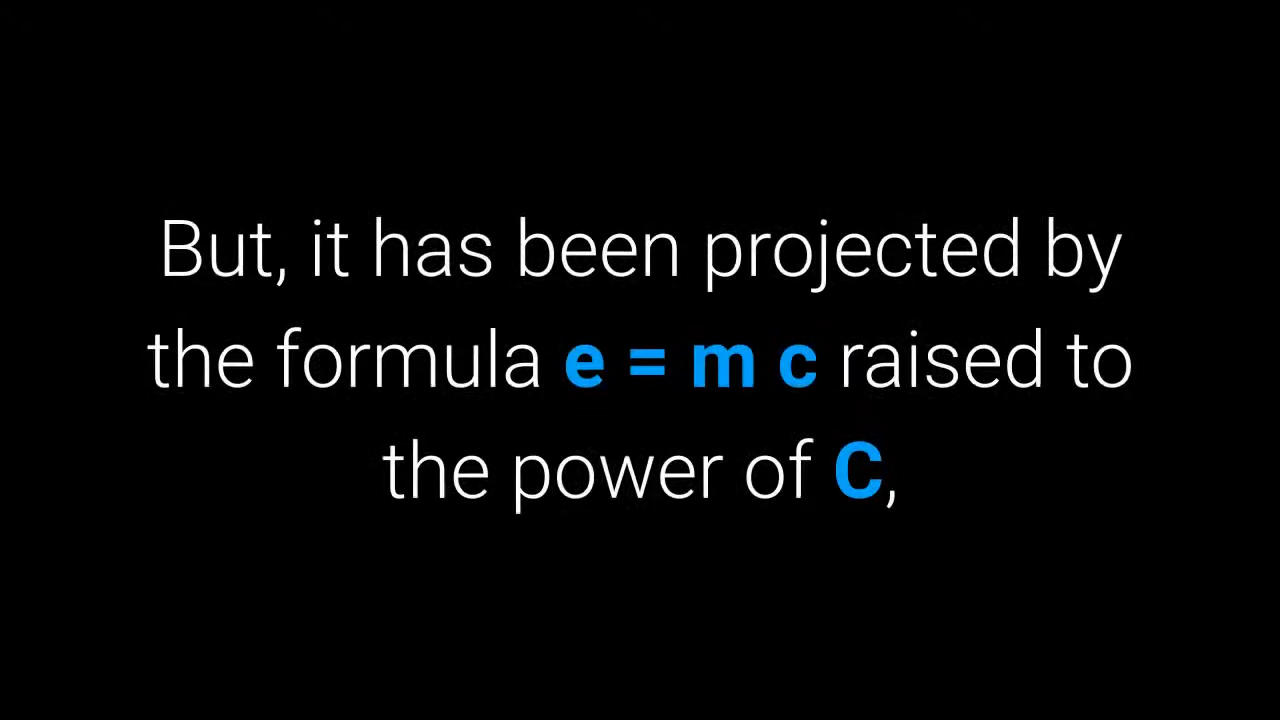 But, it has been projected by
the formula e = m c raised to
the power of C,